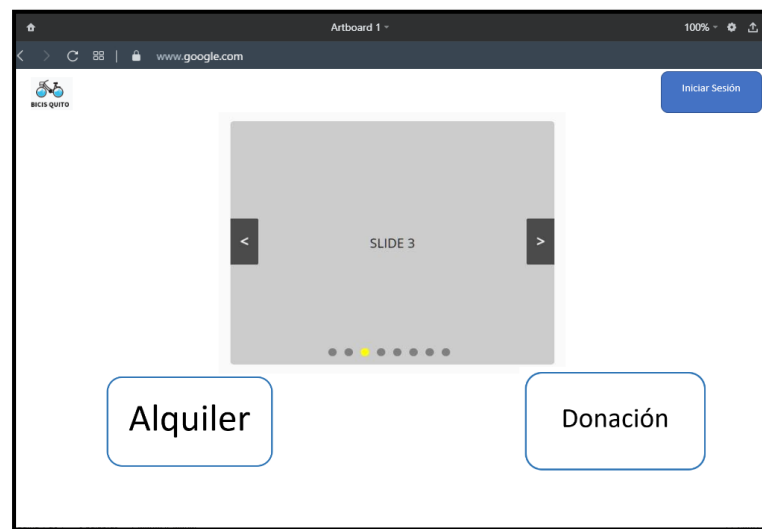 Artboard 1
100%
www.google.com
BICIS QUITO
Iniciar Sesión
<
SLIDE 3
>
Alquiler
Donación